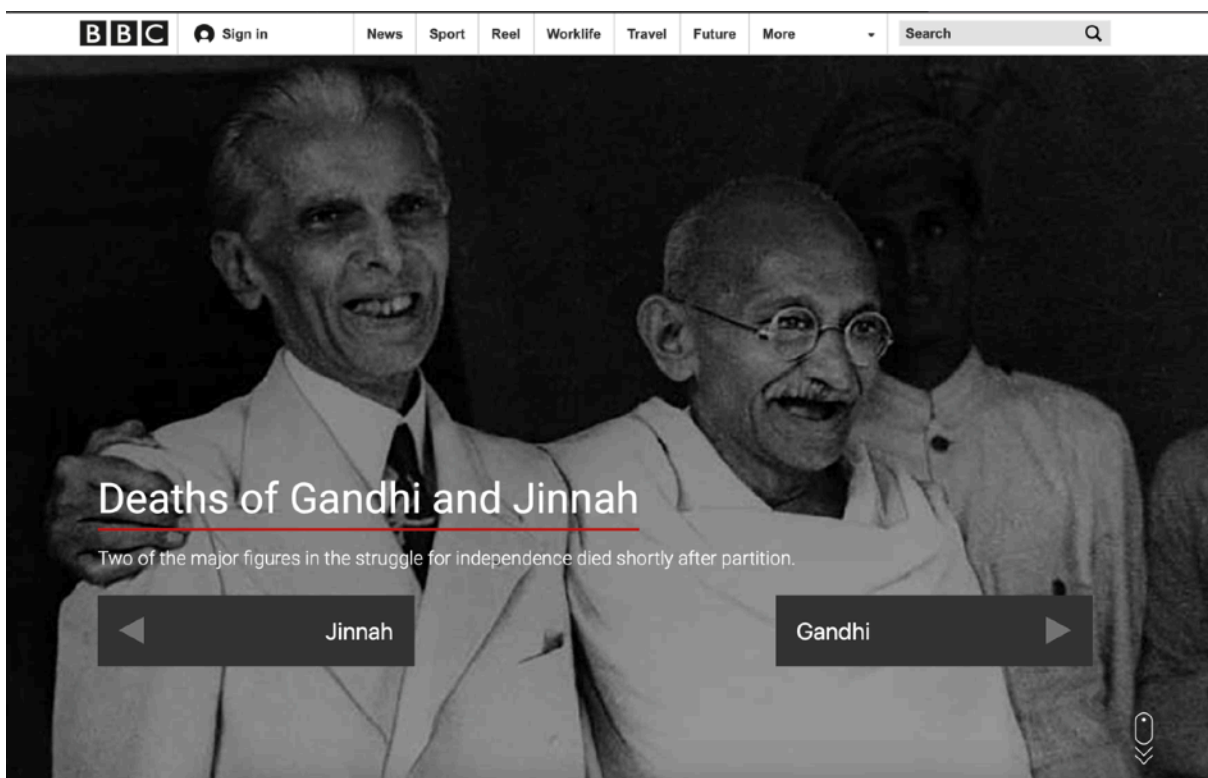 BBC Sign in News Sport Reel Worklife Travel Future More Search
Deaths of Gandhi and Jinnah
Two of the major figures in the struggle for independence died shortly after partition.
Jinnah Gandhi